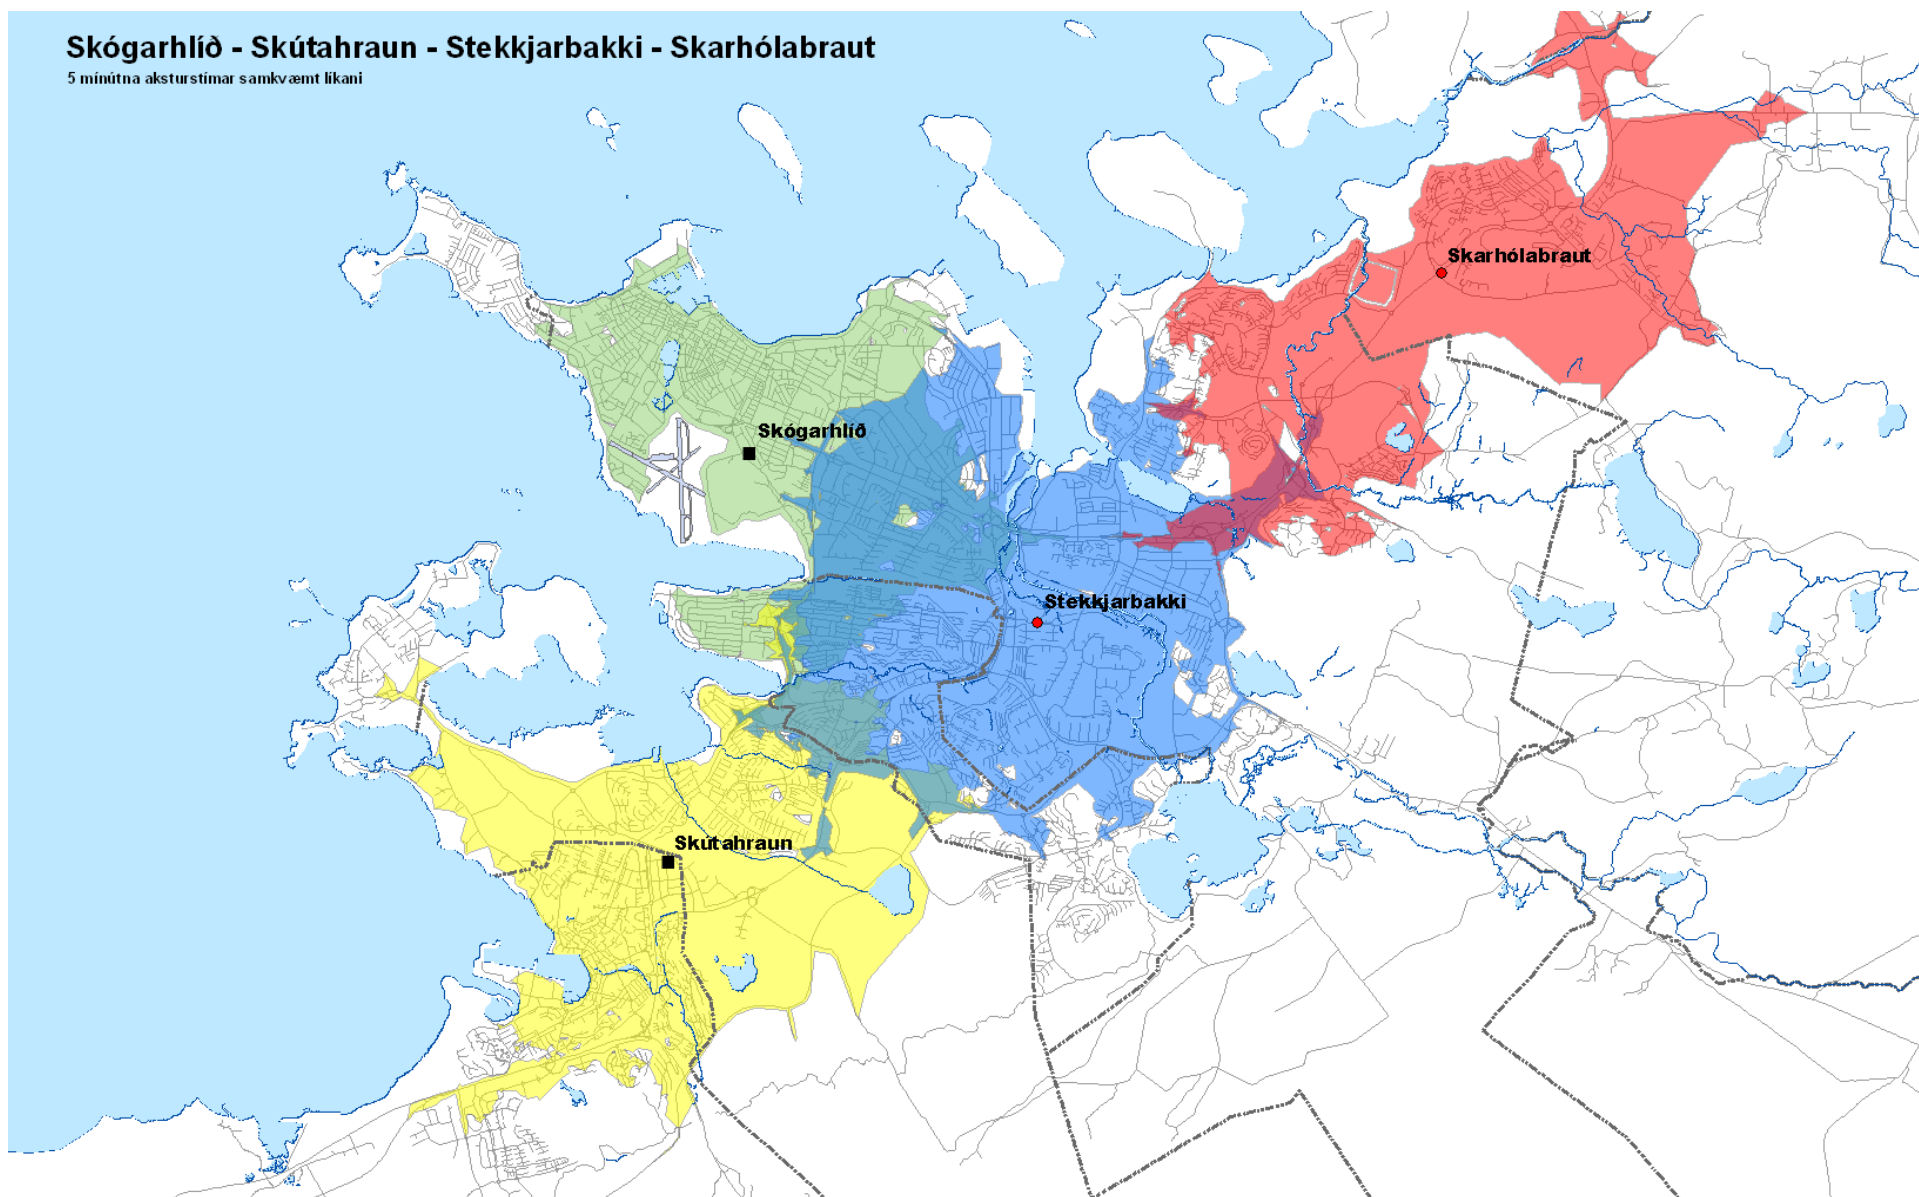 Skógarhlíð - Skútahraun - Stekkjarbakki - Skarhólabraut
5 mínútna aksturstímar samkvæmt líkani
Skarhólabraut
Skógarhlíð
Stekkjarbakki
Skútahraun